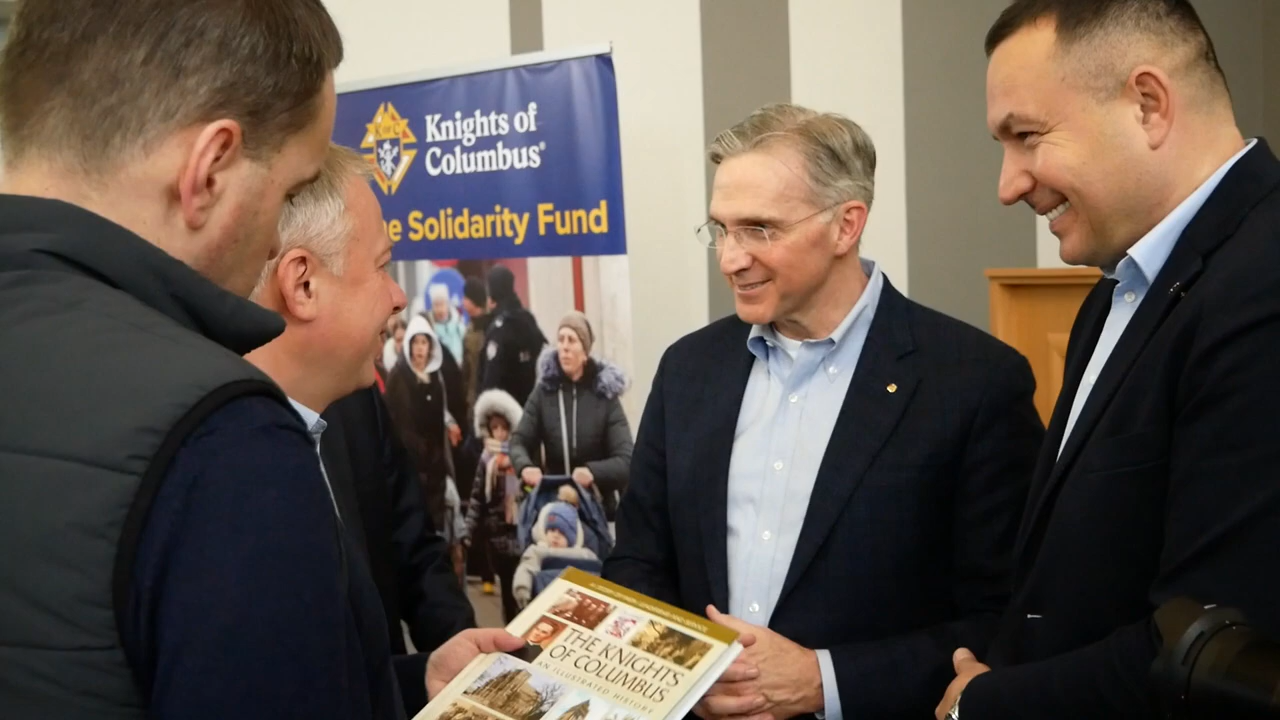 Knights of
Columbus®
e Solidarity Fund
THE KNIGHTS
OF COLUMBUS
AN ILLUSTRATED HISTORY